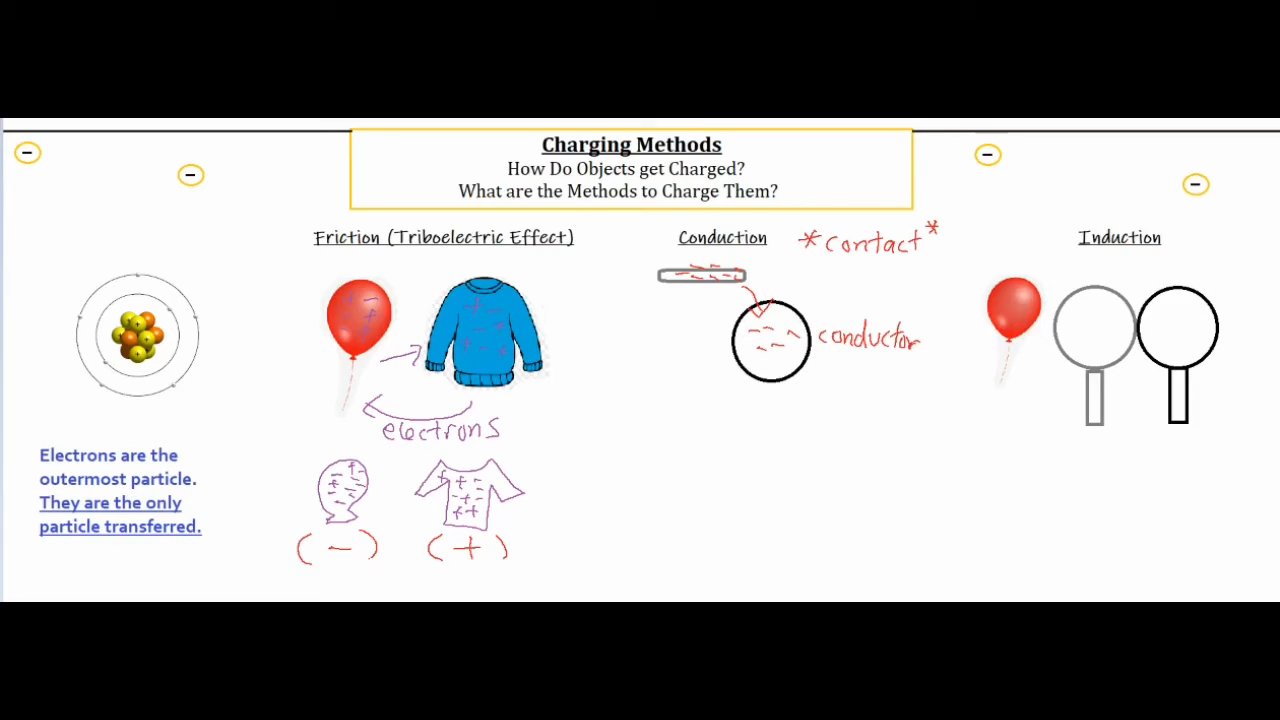 Charging Methods
How Do Objects get Charged?
What are the Methods to Charge Them?
Friction (Triboelectric Effect)
Conduction
*contact*
Induction
conductor
electrons
Electrons are the
outermost particle.
They are the only
particle transferred.
(-)
(+)